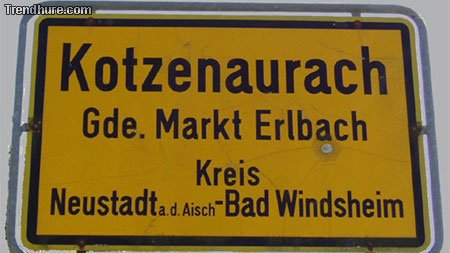 Trendhure.com
Kotzenaurach
Gde. Markt Erlbach
Kreis
Neustadt a.d. Aisch-Bad Windsheim